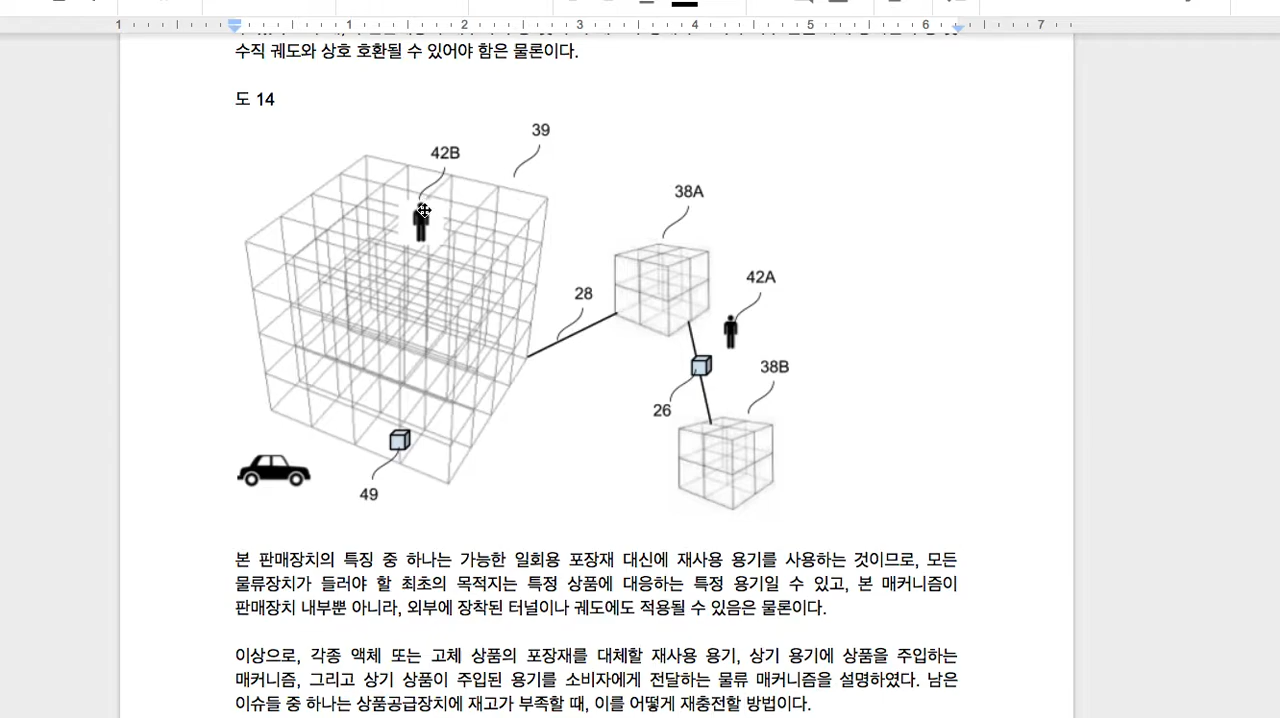 1 1 2 3 4 5 6 7
수직 궤도와 상호 호환될 수 있어야 함은 물론이다.
도 14
39
42B
38A
42A
28
38B
26
49
본 판매장치의 특징 중 하나는 가능한 일회용 포장재 대신에 재사용 용기를 사용하는 것이므로, 모든
물류장치가 들러야 할 최초의 목적지는 특정 상품에 대응하는 특정 용기일 수 있고, 본 매커니즘이
판매장치 내부뿐 아니라, 외부에 장착된 터널이나 궤도에도 적용될 수 있음은 물론이다.
이상으로, 각종 액체 또는 고체 상품의 포장재를 대체할 재사용 용기, 상기 용기에 상품을 주입하는
매커니즘, 그리고 상기 상품이 주입된 용기를 소비자에게 전달하는 물류 매커니즘을 설명하였다. 남은
이슈들 중 하나는 상품공급장치에 재고가 부족할 때, 이를 어떻게 재충전할 방법이다.